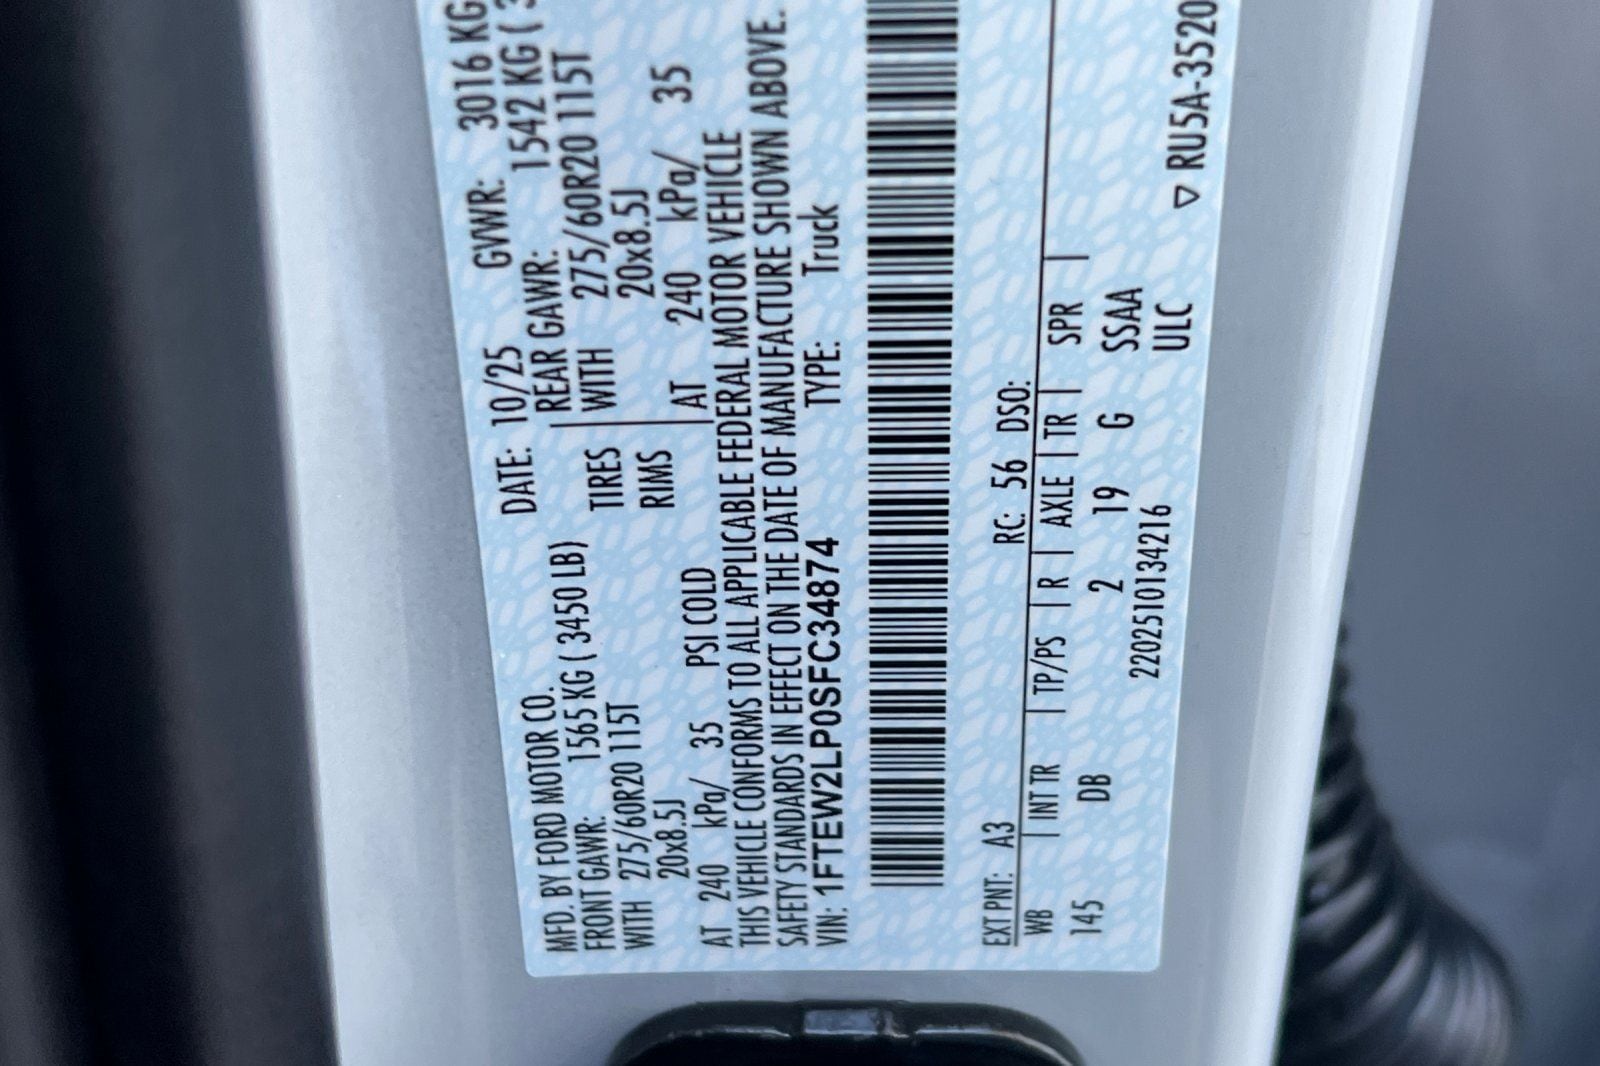 MFD. BY FORD MOTOR CO.
DATE: 10/25 GVWR: 3016 KG
FRONT GAWR: 1565 KG ( 3450 LB)
REAR GAWR: 1542 KG (
WITH 275/60R20 115T TIRES WITH 275/60R20 115T
20x8.5J RIMS 20x8.5J
AT 240 kPa/ 35 PSI COLD AT 240 kPa/ 35
THIS VEHICLE CONFORMS TO ALL APPLICABLE FEDERAL MOTOR VEHICLE
SAFETY STANDARDS IN EFFECT ON THE DATE OF MANUFACTURE SHOWN ABOVE.
VIN: 1FTEW2LP0SFC34874 TYPE: Truck
EXT PNT: A3 RC: 56 DSO:
WB INT TR TP/PS R AXLE TR SPR
145 DB 2 19 G SSAA
2202510134216 ULC
▽ RU5A-3520